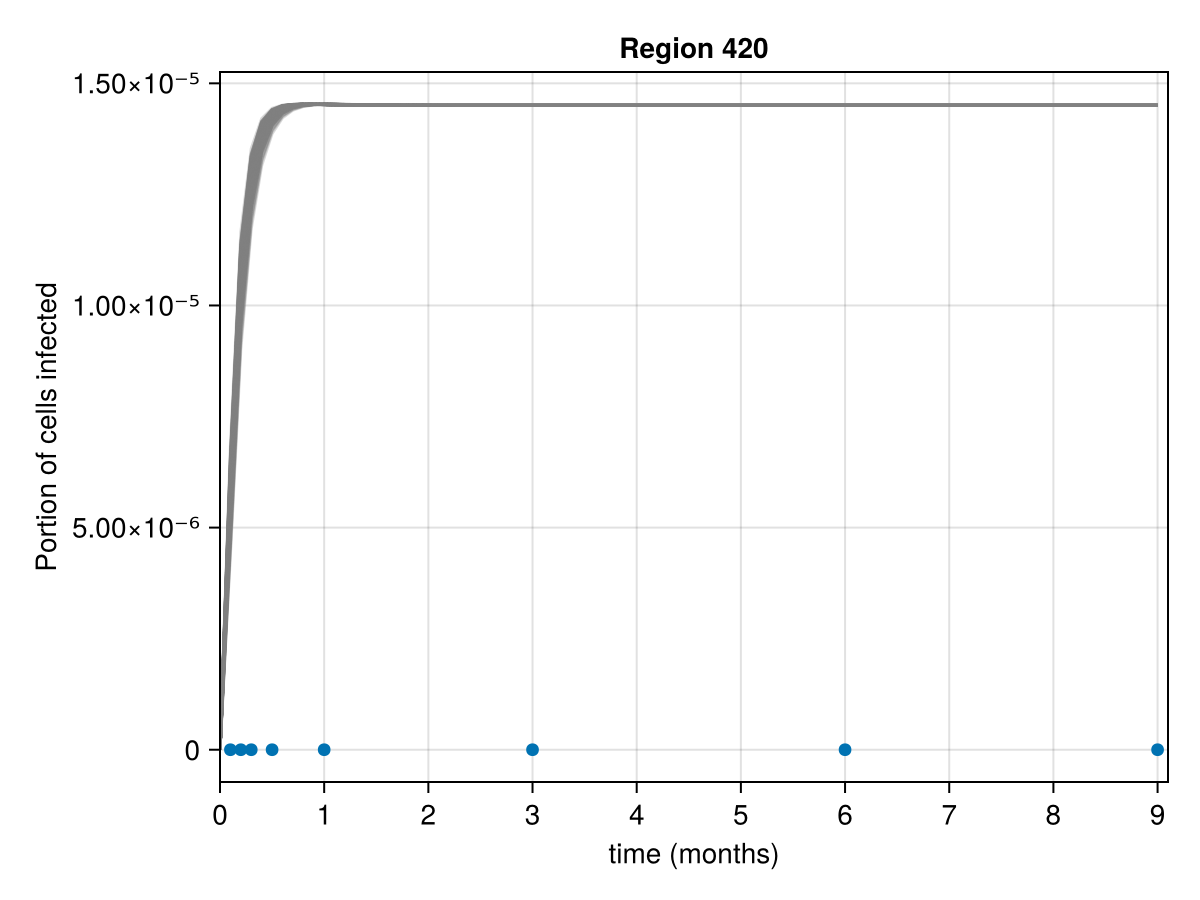 Region 420
1.50×10⁻⁵
1.00×10⁻⁵
5.00×10⁻⁶
0
Portion of cells infected
0 1 2 3 4 5 6 7 8 9
time (months)